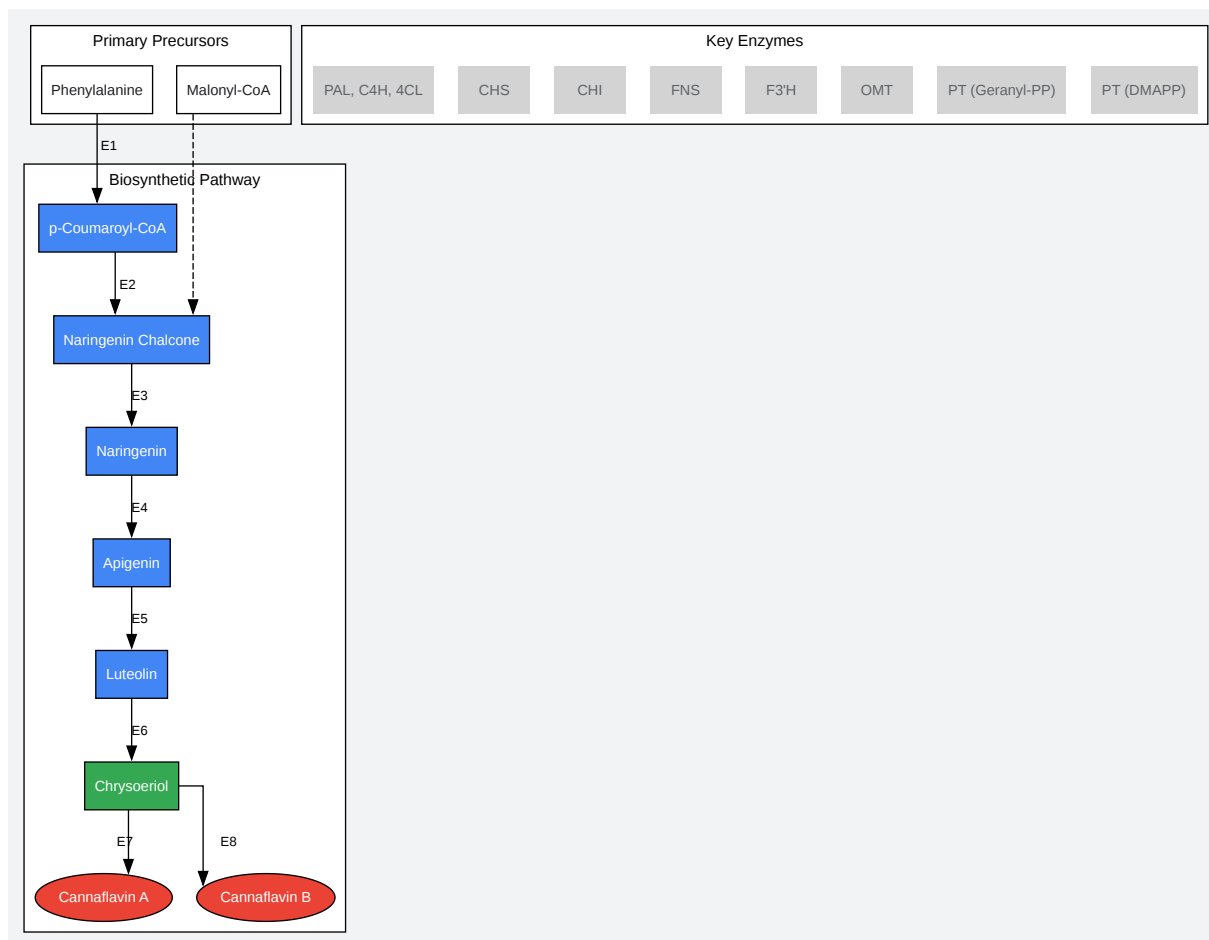 Primary Precursors
Phenylalanine
Malonyl-CoA
Key Enzymes
PAL, C4H, 4CL
CHS
CHI
FNS
F3'H
OMT
PT (Geranyl-PP)
PT (DMAPP)
E1
Biosynthetic Pathway
p-Coumaroyl-CoA
E2
Naringenin Chalcone
E3
Naringenin
E4
Apigenin
E5
Luteolin
E6
Chrysoeriol
E7
E8
Cannaflavin A
Cannaflavin B